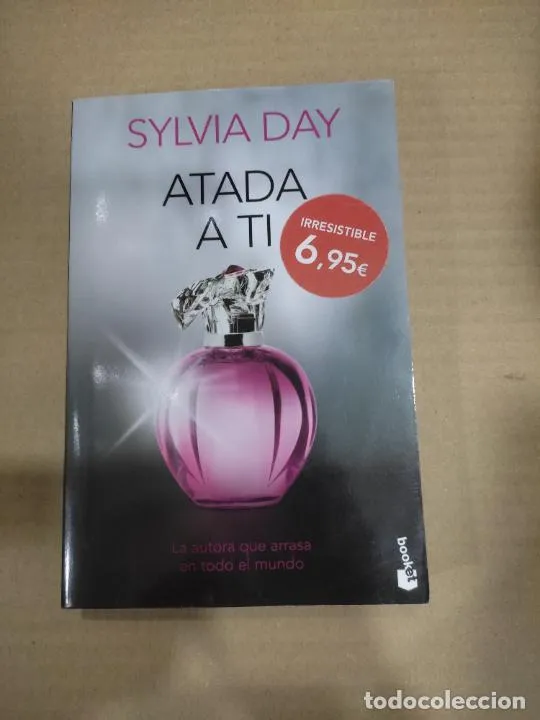 SYLVIA DAY
ATADA
A TI
IRRESISTIBLE
6,95€
La autora que arrasa
en todo el mundo
booket
todocoleccion